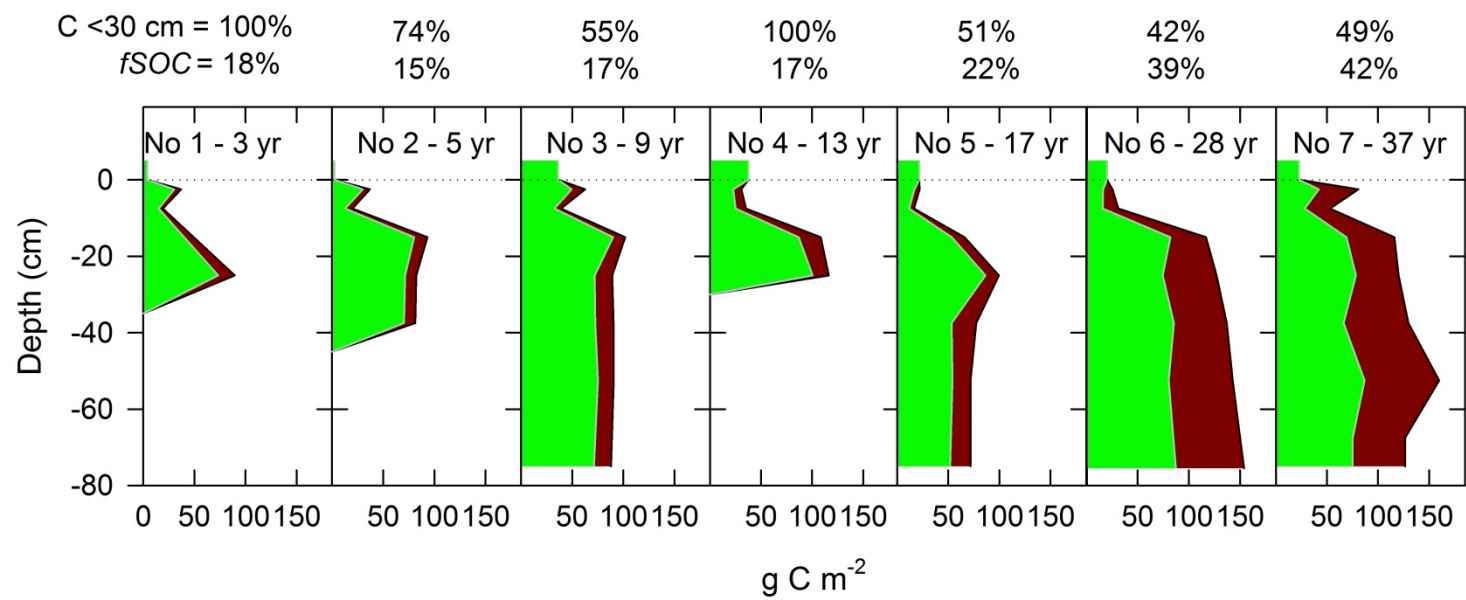 C <30 cm = 100% 74% 55% 100% 51% 42% 49%
fSOC = 18% 15% 17% 17% 22% 39% 42%
No 1 - 3 yr No 2 - 5 yr No 3 - 9 yr No 4 - 13 yr No 5 - 17 yr No 6 - 28 yr No 7 - 37 yr
0
-20
-40
-60
-80
Depth (cm)
0 50 100 150 50 100 150 50 100 150 50 100 150 50 100 150 50 100 150 50 100 150
g C m⁻²